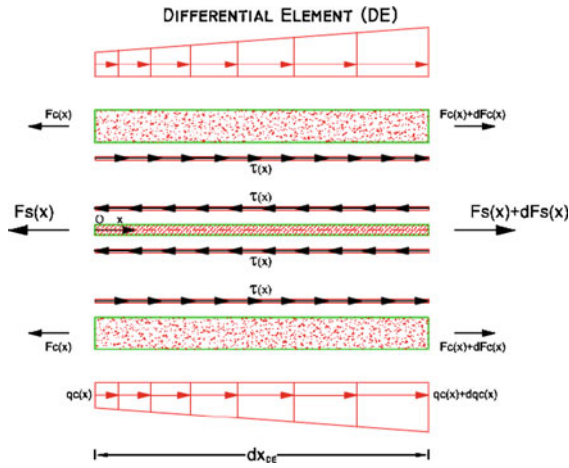 DIFFERENTIAL ELEMENT (DE)
Fc(x) Fc(x)+dFc(x)
τ(x)
τ(x)
Fs(x) O x Fs(x)+dFs(x)
τ(x)
τ(x)
Fc(x) Fc(x)+dFc(x)
qc(x) qc(x)+dqc(x)
dxDE